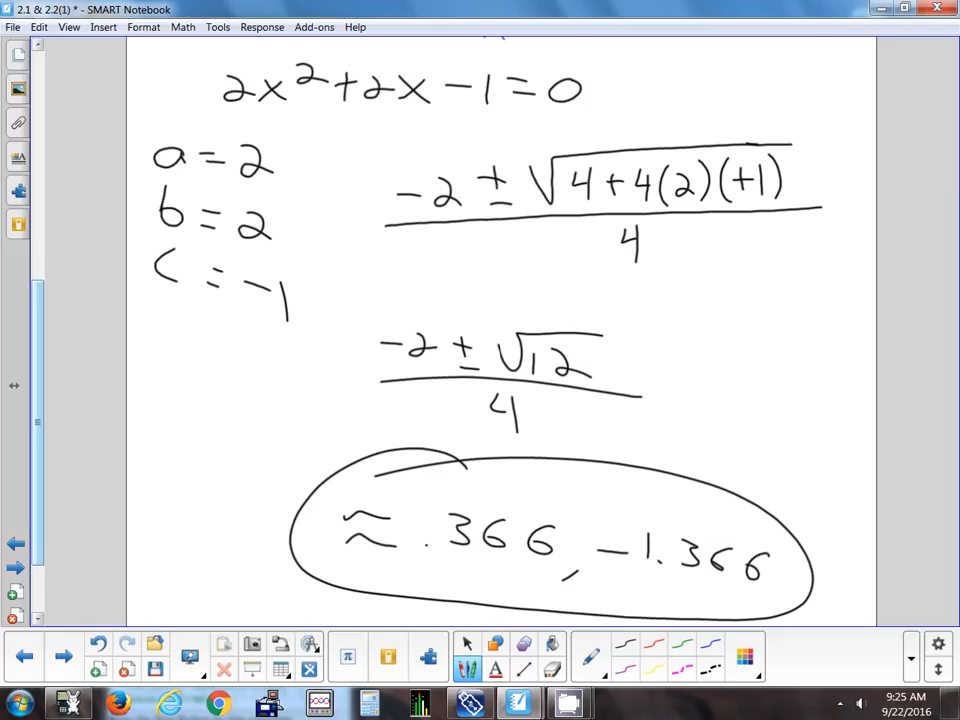 2.1 & 2.2(1) * - SMART Notebook
File Edit View Insert Format Math Tools Response Add-ons Help
2x² + 2x - 1 = 0
a = 2
b = 2
c = -1
-2 ± √(4 + 4(2)(+1))
4
-2 ± √12
4
≈ .366, -1.366
9:25 AM
9/22/2016